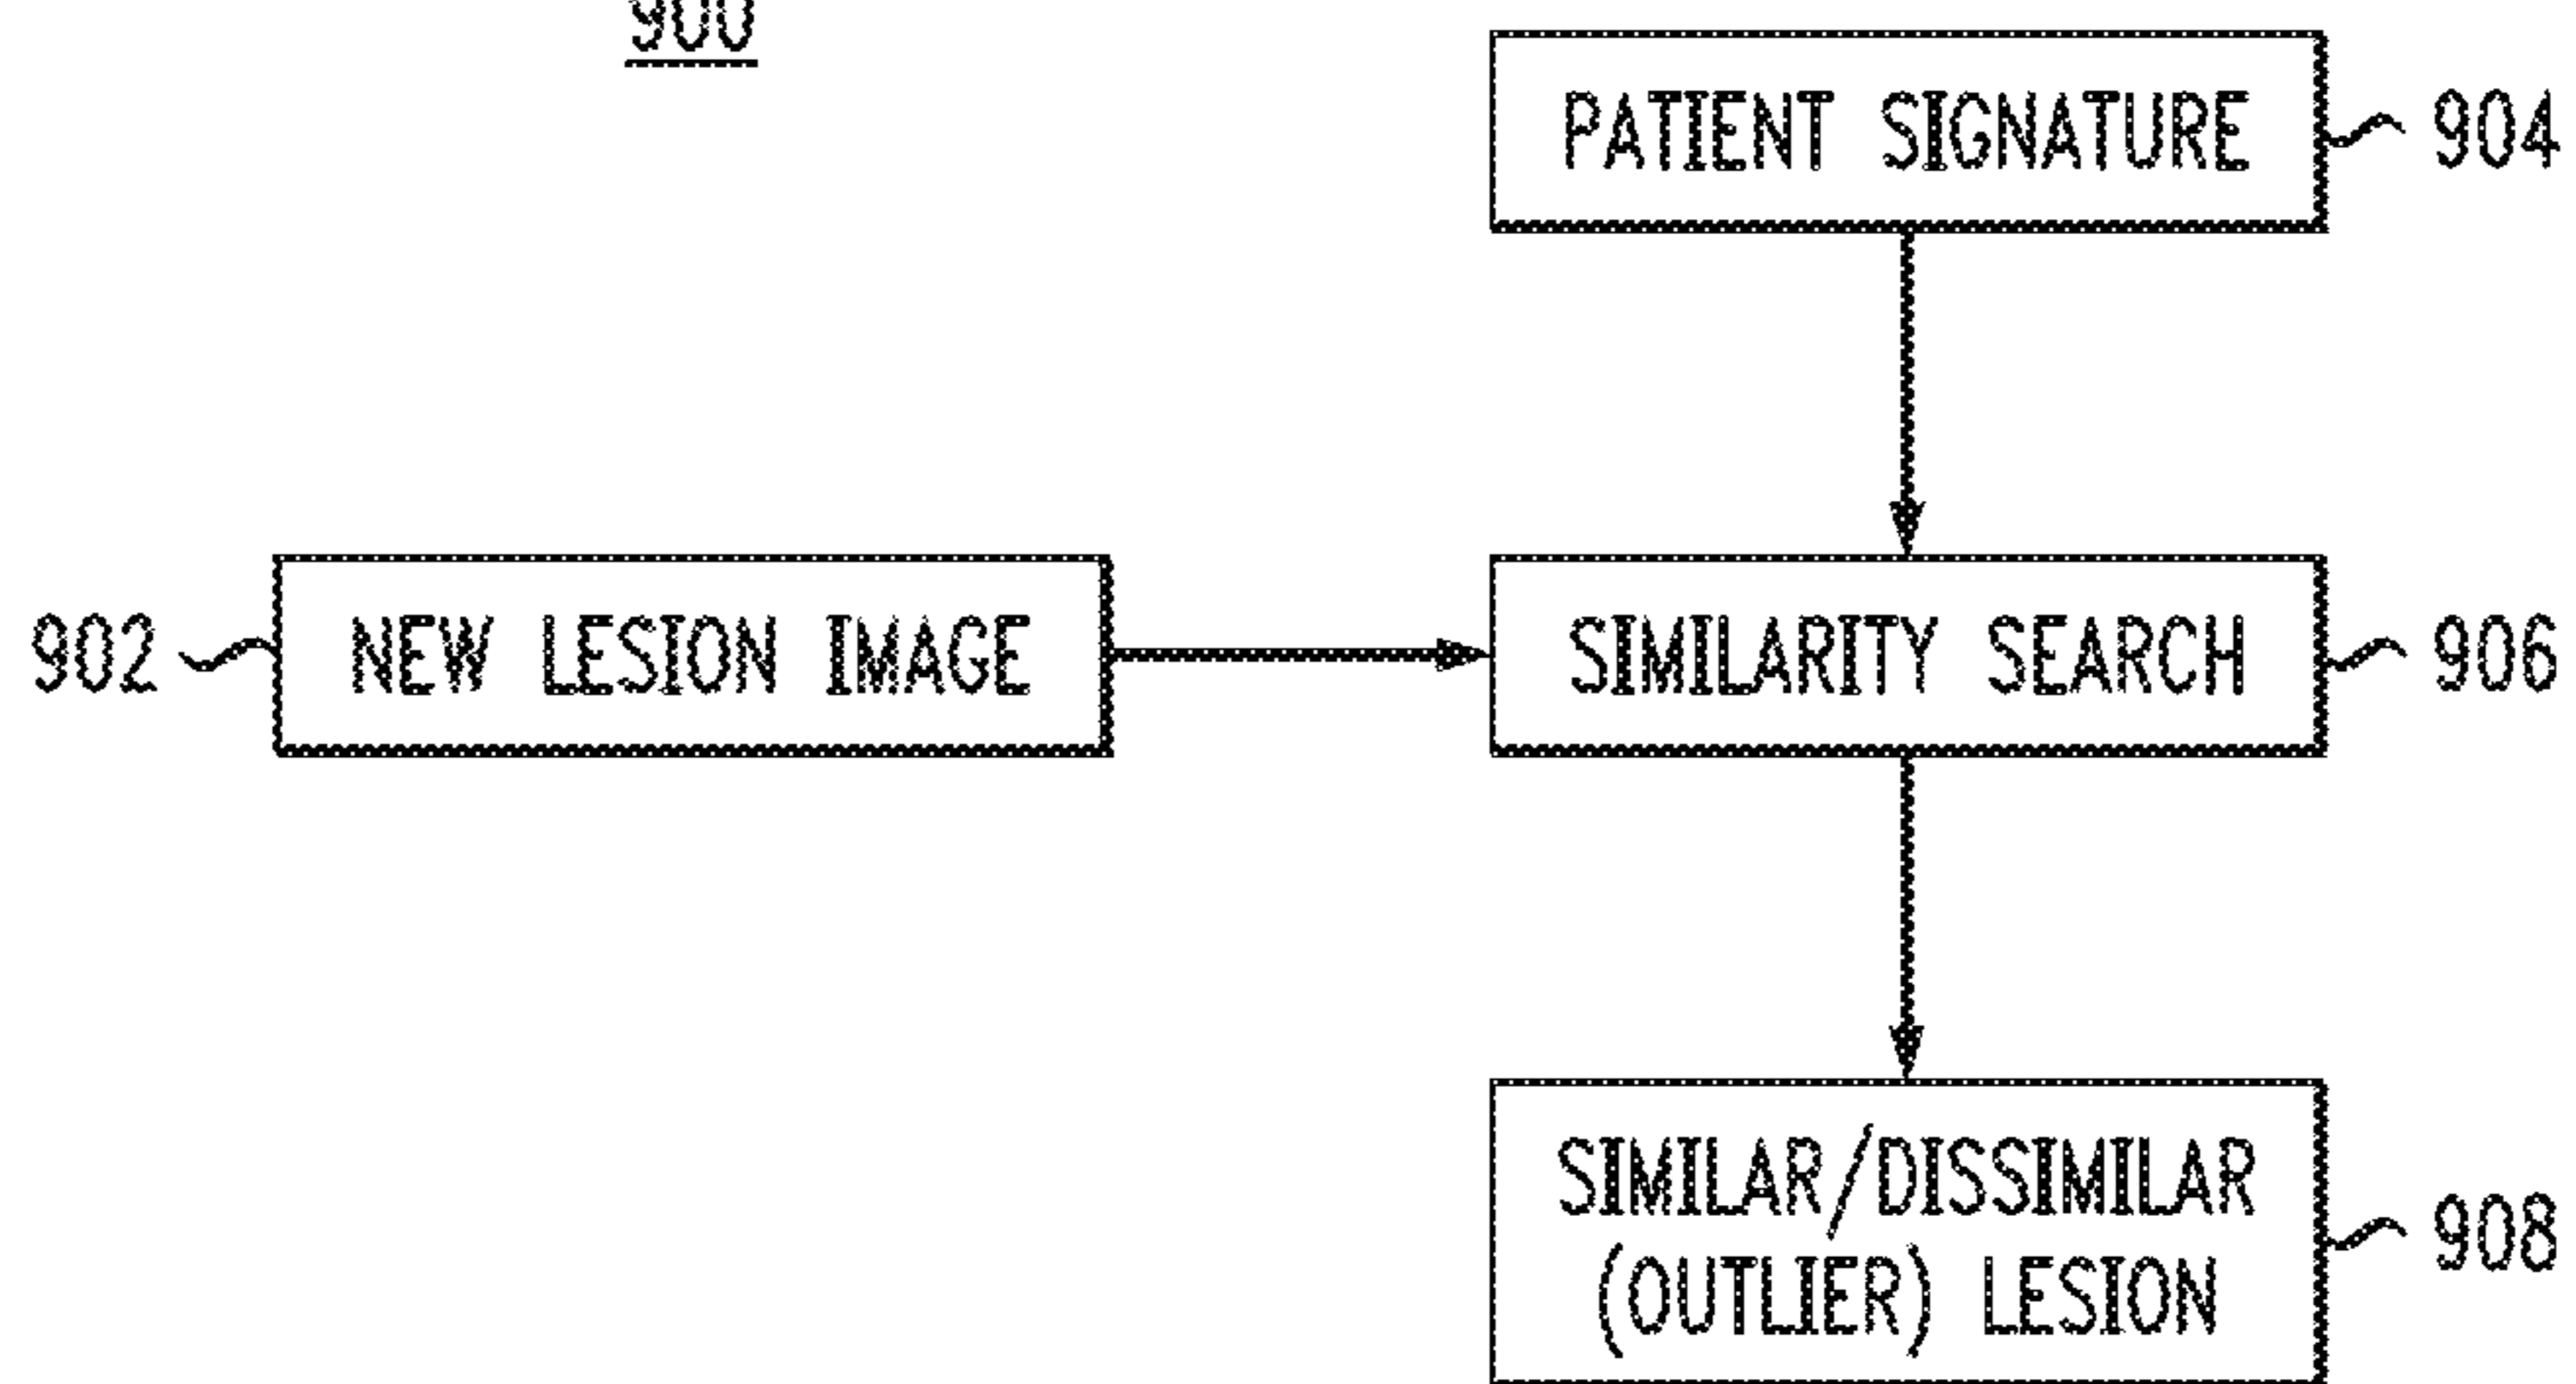 900
PATIENT SIGNATURE
904
902
NEW LESION IMAGE
SIMILARITY SEARCH
906
SIMILAR/DISSIMILAR
(OUTLIER) LESION
908